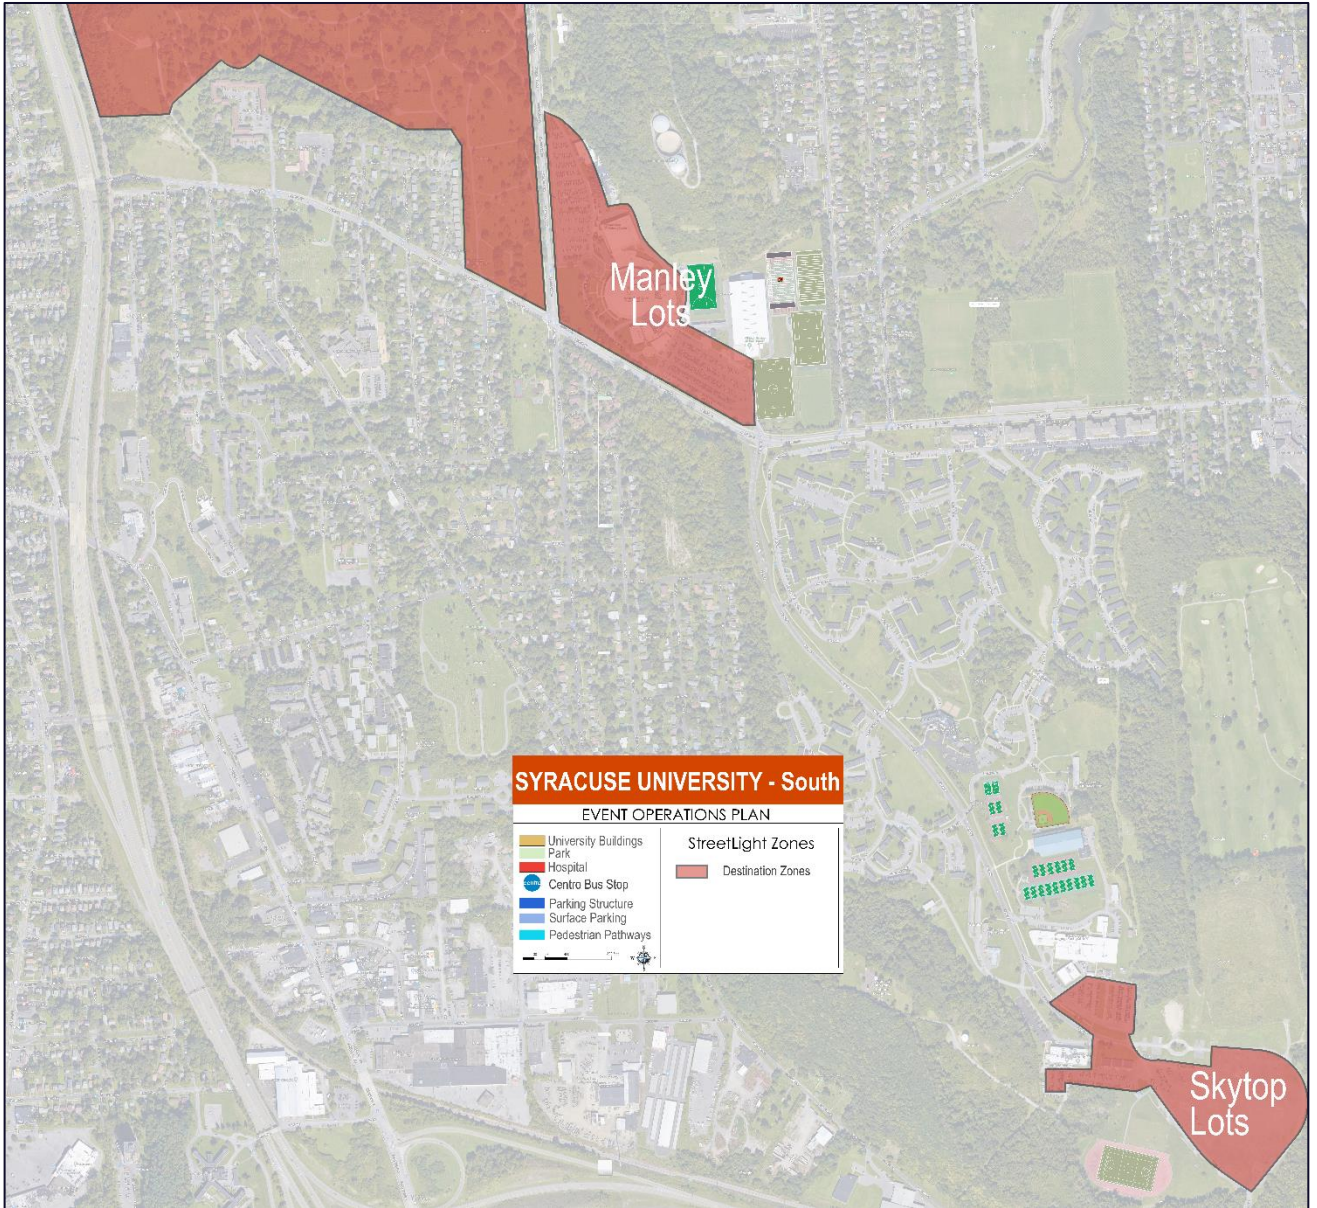 Manley
Lots
SYRACUSE UNIVERSITY - South
EVENT OPERATIONS PLAN
University Buildings
Park
Hospital
Centro Bus Stop
Parking Structure
Surface Parking
Pedestrian Pathways
StreetLight Zones
Destination Zones
Skytop
Lots